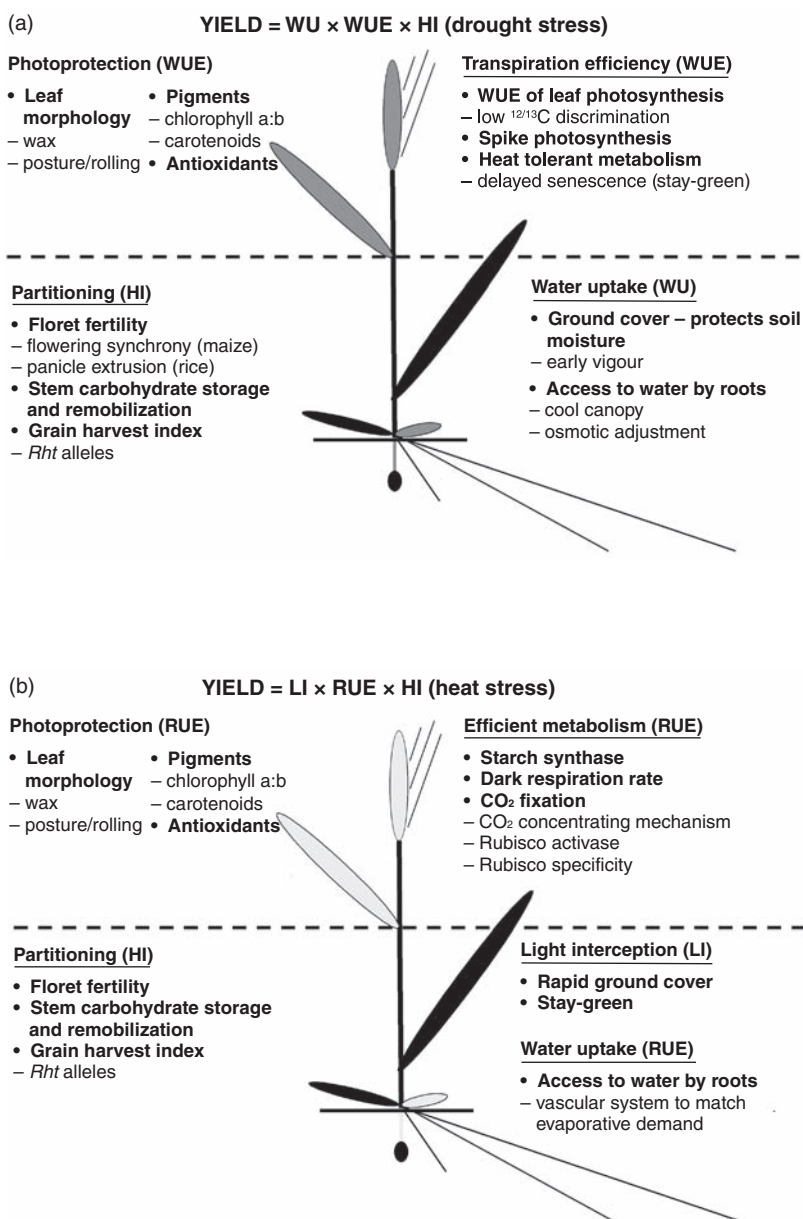 (a)
YIELD = WU × WUE × HI (drought stress)
Photoprotection (WUE)
• Leaf morphology
– wax
– posture/rolling
• Pigments
– chlorophyll a:b
– carotenoids
• Antioxidants
Transpiration efficiency (WUE)
• WUE of leaf photosynthesis
– low ¹²/¹³C discrimination
• Spike photosynthesis
• Heat tolerant metabolism
– delayed senescence (stay-green)
Partitioning (HI)
• Floret fertility
– flowering synchrony (maize)
– panicle extrusion (rice)
• Stem carbohydrate storage
and remobilization
• Grain harvest index
– Rht alleles
Water uptake (WU)
• Ground cover – protects soil
moisture
– early vigour
• Access to water by roots
– cool canopy
– osmotic adjustment
(b)
YIELD = LI × RUE × HI (heat stress)
Photoprotection (RUE)
• Leaf
morphology
– wax
– posture/rolling
• Pigments
– chlorophyll a:b
– carotenoids
• Antioxidants
Efficient metabolism (RUE)
• Starch synthase
• Dark respiration rate
• CO₂ fixation
– CO₂ concentrating mechanism
– Rubisco activase
– Rubisco specificity
Partitioning (HI)
• Floret fertility
• Stem carbohydrate storage
and remobilization
• Grain harvest index
– Rht alleles
Light interception (LI)
• Rapid ground cover
• Stay-green
Water uptake (RUE)
• Access to water by roots
– vascular system to match
evaporative demand